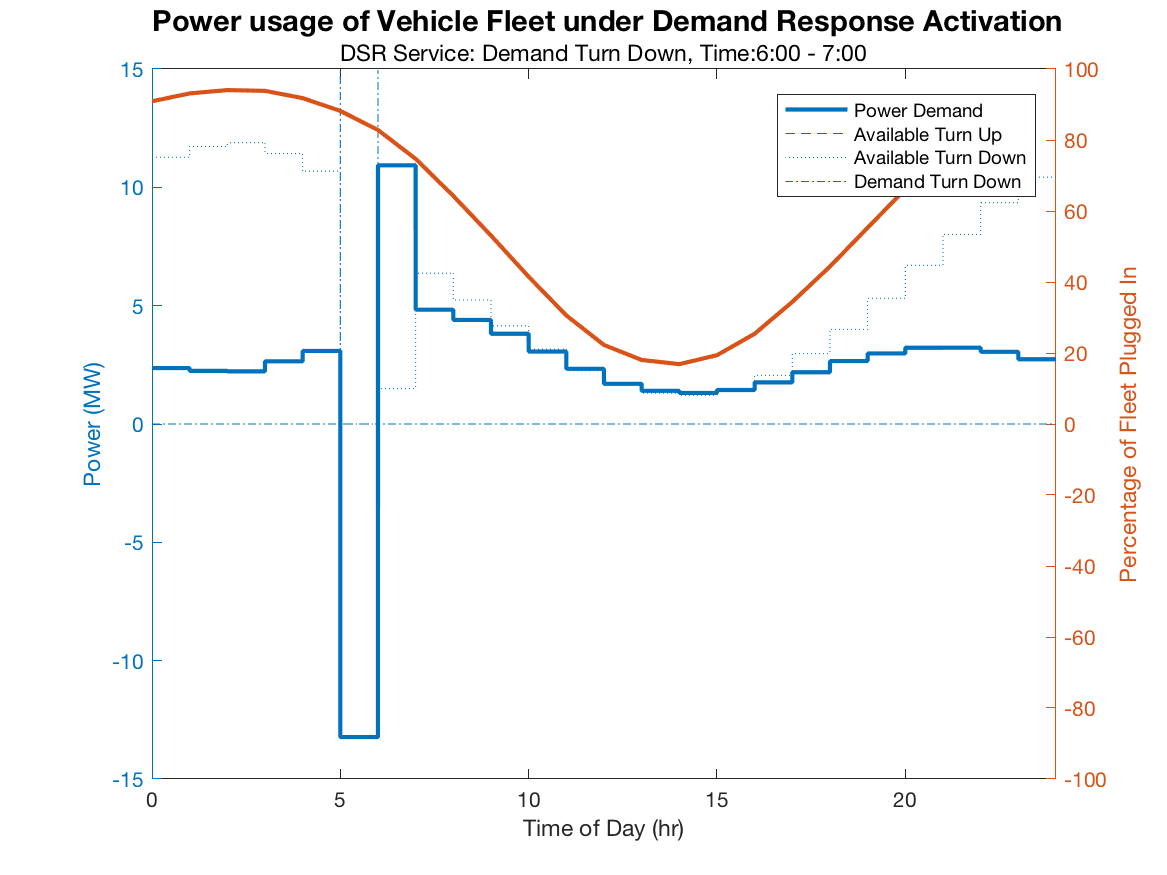 Power usage of Vehicle Fleet under Demand Response Activation
DSR Service: Demand Turn Down, Time:6:00 - 7:00
15
10
5
0
-5
-10
-15
Power (MW)
100
80
60
40
20
0
-20
-40
-60
-80
-100
Percentage of Fleet Plugged In
Power Demand
Available Turn Up
Available Turn Down
Demand Turn Down
0
5
10
15
20
Time of Day (hr)